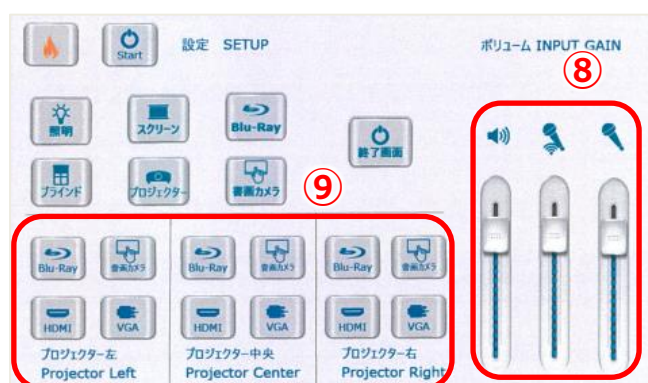 Start
設定 SETUP
ボリューム INPUT GAIN
⑧
照明
スクリーン
Blu-Ray
終了画面
ブラインド
プロジェクター
書画カメラ
⑨
Blu-Ray
書画カメラ
Blu-Ray
書画カメラ
Blu-Ray
書画カメラ
HDMI
VGA
HDMI
VGA
HDMI
VGA
プロジェクター左
プロジェクター中央
プロジェクター右
Projector Left
Projector Center
Projector Right